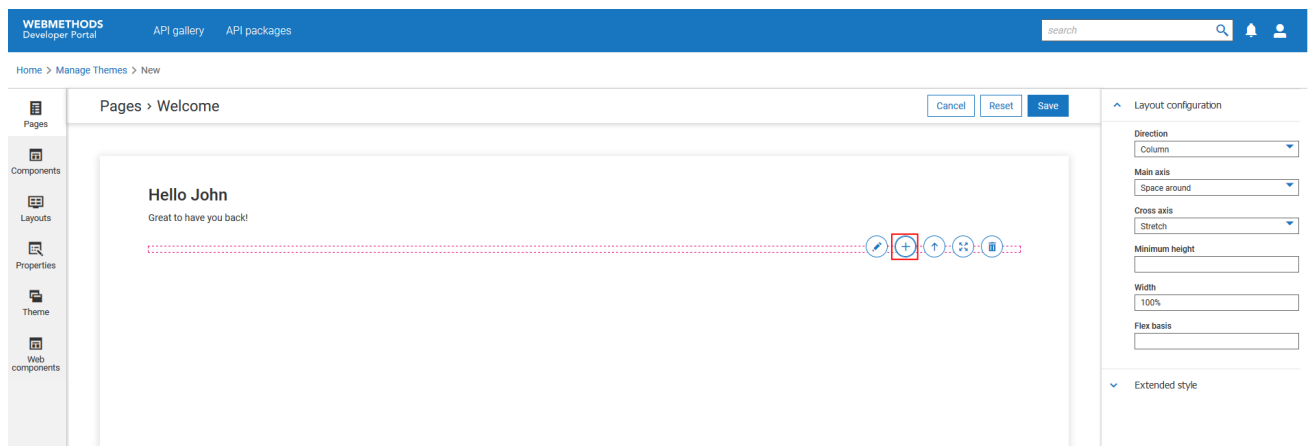 WEBMETHODS
Developer Portal
API gallery API packages
search
Home > Manage Themes > New
Pages
Components
Layouts
Properties
Theme
Web
components
Pages > Welcome
Cancel Reset Save
Hello John
Great to have you back!
Layout configuration
Direction
Column
Main axis
Space around
Cross axis
Stretch
Minimum height
Width
100%
Flex basis
Extended style